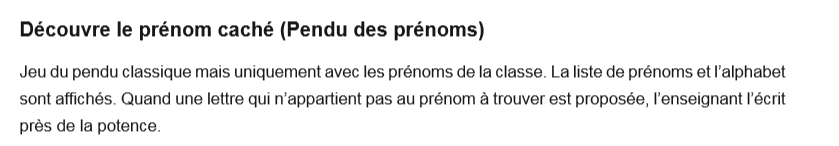 Découvre le prénom caché (Pendu des prénoms)
Jeu du pendu classique mais uniquement avec les prénoms de la classe. La liste de prénoms et l’alphabet
sont affichés. Quand une lettre qui n’appartient pas au prénom à trouver est proposée, l’enseignant l’écrit
près de la potence.